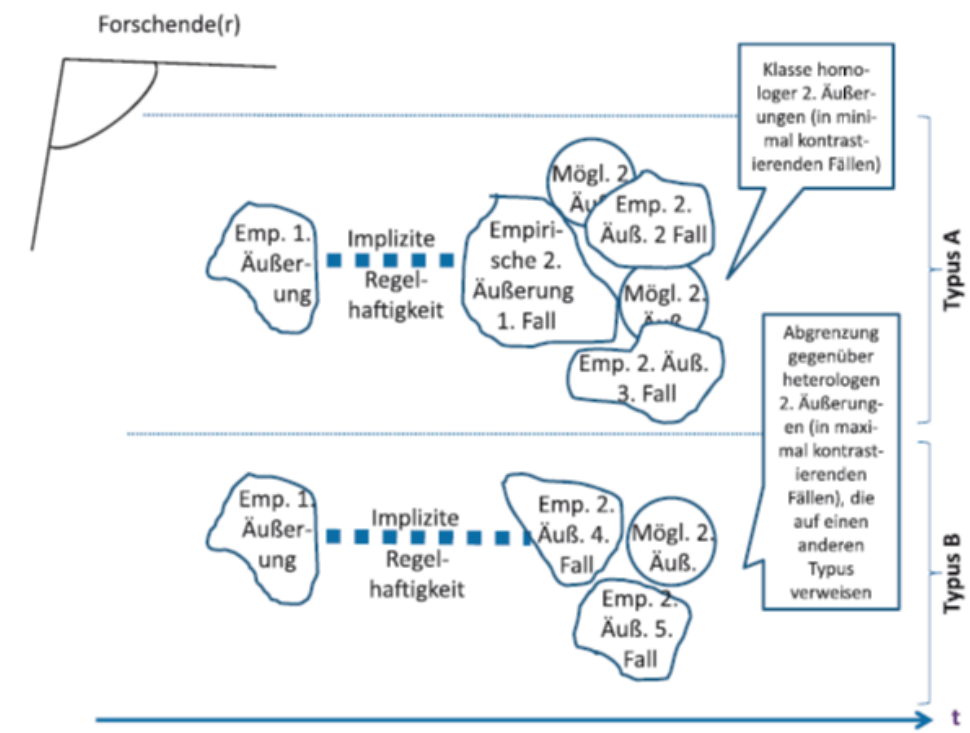 Forschende(r)
Klasse homo-
loger 2. Äußer-
ungen (in mini-
mal kontrast-
ierenden Fällen)
Typus A
Emp. 1.
Äußer-
ung
Implizite
Regel-
haftigkeit
Empiri-
sche 2.
Äußerung
1. Fall
Mögl. 2
Äu
Emp. 2.
Äuß. 2 Fall
Mögl. 2.
Äuß
Emp. 2. Äuß.
3. Fall
Abgrenzung
gegenüber
heterologen
2. Äußerung-
en (in maxi-
mal kontrast-
ierenden
Fällen), die
auf einen
anderen
Typus
verweisen
Typus B
Emp. 1.
Äußer-
ung
Implizite
Regel-
haftigkeit
Emp. 2.
Äuß. 4.
Fall
Mögl. 2.
Äuß.
Emp. 2.
Äuß. 5.
Fall
t